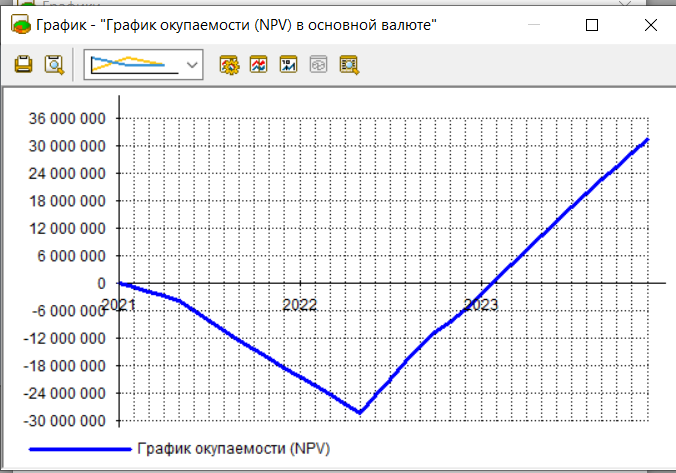 График - "График окупаемости (NPV) в основной валюте"
36 000 000
30 000 000
24 000 000
18 000 000
12 000 000
6 000 000
0
2021 2022 2023
-6 000 000
-12 000 000
-18 000 000
-24 000 000
-30 000 000
График окупаемости (NPV)